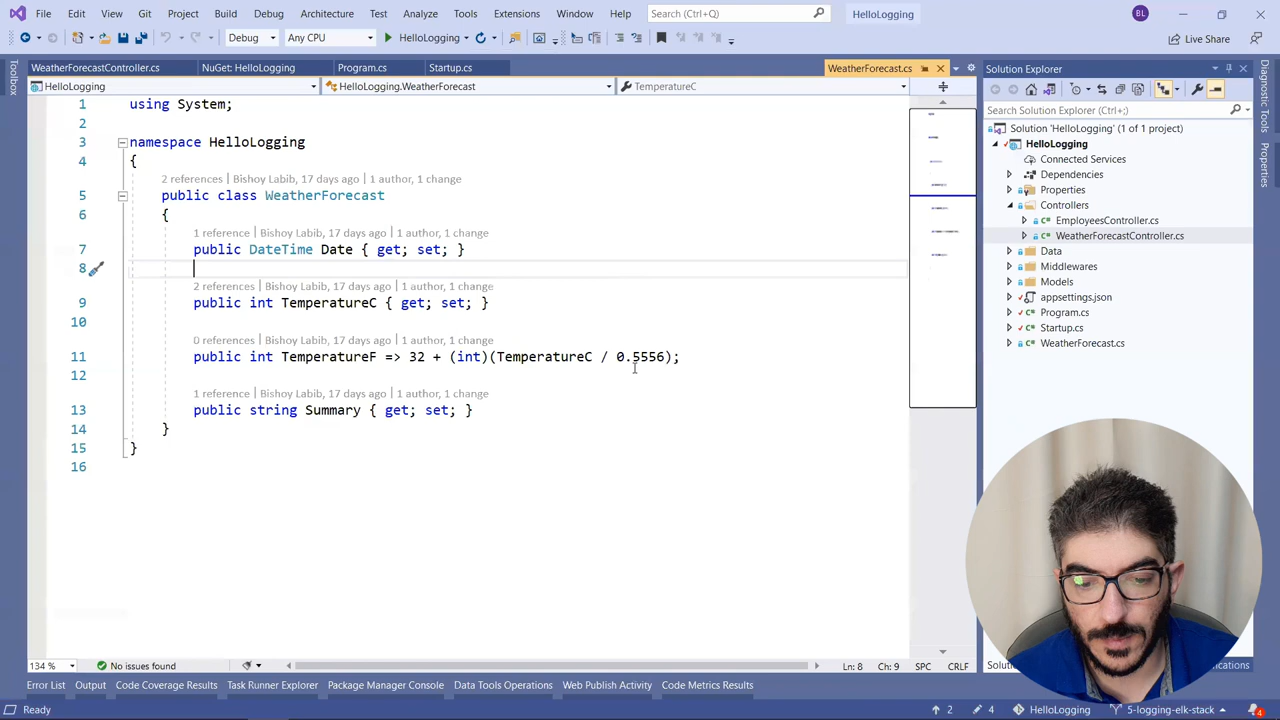 File Edit View Git Project Build Debug Architecture Test Analyze Tools Extensions Window Help Search (Ctrl+Q) HelloLogging BL
Debug Any CPU HelloLogging Live Share
Toolbox
WeatherForecastController.cs NuGet: HelloLogging Program.cs Startup.cs WeatherForecast.cs
HelloLogging HelloLogging.WeatherForecast TemperatureC
1 using System;
2
3 namespace HelloLogging
4 {
2 references | Bishoy Labib, 17 days ago | 1 author, 1 change
5 public class WeatherForecast
6 {
1 reference | Bishoy Labib, 17 days ago | 1 author, 1 change
7 public DateTime Date { get; set; }
8
2 references | Bishoy Labib, 17 days ago | 1 author, 1 change
9 public int TemperatureC { get; set; }
10
0 references | Bishoy Labib, 17 days ago | 1 author, 1 change
11 public int TemperatureF => 32 + (int)(TemperatureC / 0.5556);
12
1 reference | Bishoy Labib, 17 days ago | 1 author, 1 change
13 public string Summary { get; set; }
14 }
15 }
16
134 % No issues found Ln: 8 Ch: 9 SPC CRLF
Solution Explorer
Search Solution Explorer (Ctrl+;)
Solution 'HelloLogging' (1 of 1 project)
HelloLogging
Connected Services
Dependencies
Properties
Controllers
EmployeesController.cs
WeatherForecastController.cs
Data
Middlewares
Models
appsettings.json
Program.cs
Startup.cs
WeatherForecast.cs
Diagnostic Tools
Properties
Error List Output Code Coverage Results Task Runner Explorer Package Manager Console Data Tools Operations Web Publish Activity Code Metrics Results
Ready 2 4 HelloLogging 5-logging-elk-stack 4